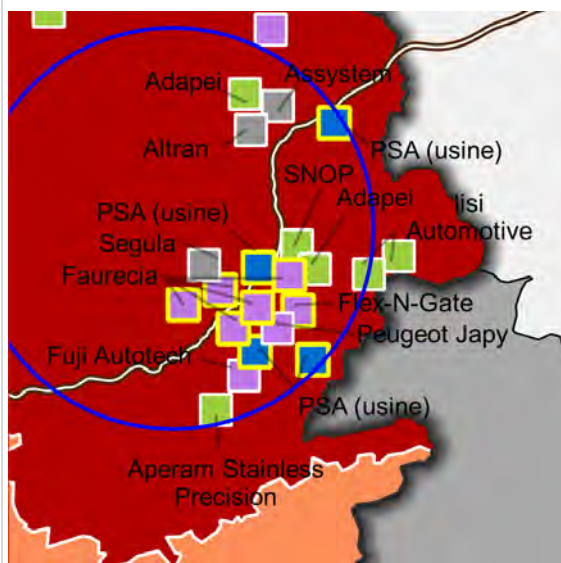 Adapei
Assystem
Altran
PSA (usine)
SNOP
Adapei
PSA (usine)
lisi
Automotive
Segula
Faurecia
Flex-N-Gate
Peugeot Japy
Fuji Autotech
PSA (usine)
Aperam Stainless
Precision